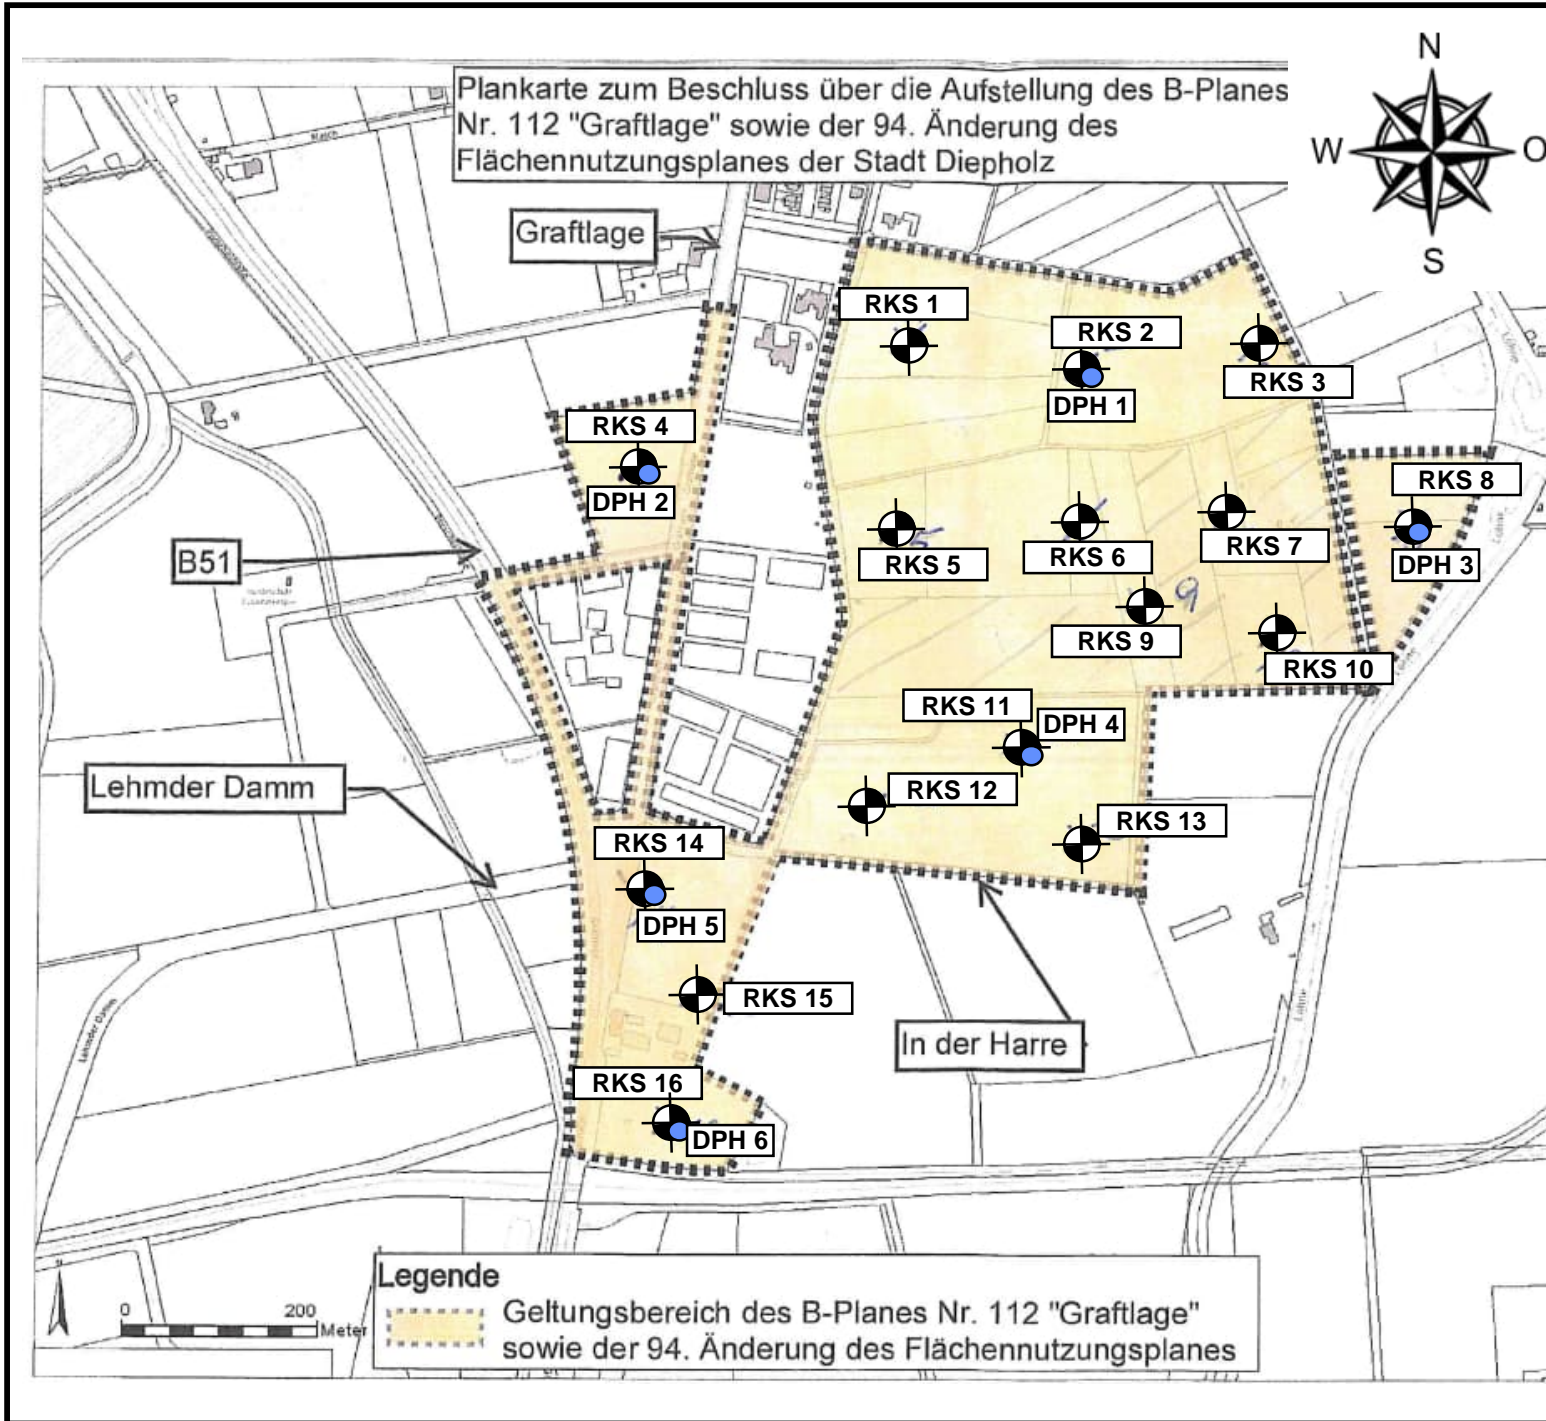 N
W
O
S
Plankarte zum Beschluss über die Aufstellung des B-Planes
Nr. 112 "Graftlage" sowie der 94. Änderung des
Flächennutzungsplanes der Stadt Diepholz
Graftlage
RKS 1
RKS 2
DPH 1
RKS 3
RKS 4
DPH 2
RKS 8
DPH 3
RKS 5
RKS 6
RKS 7
B51
RKS 9
9
RKS 10
RKS 11
DPH 4
Lehmder Damm
RKS 12
RKS 13
RKS 14
DPH 5
RKS 15
Lehmder Damm
Lohne
In der Harre
RKS 16
DPH 6
Legende
Geltungsbereich des B-Planes Nr. 112 "Graftlage"
sowie der 94. Änderung des Flächennutzungsplanes
0
200
Meter